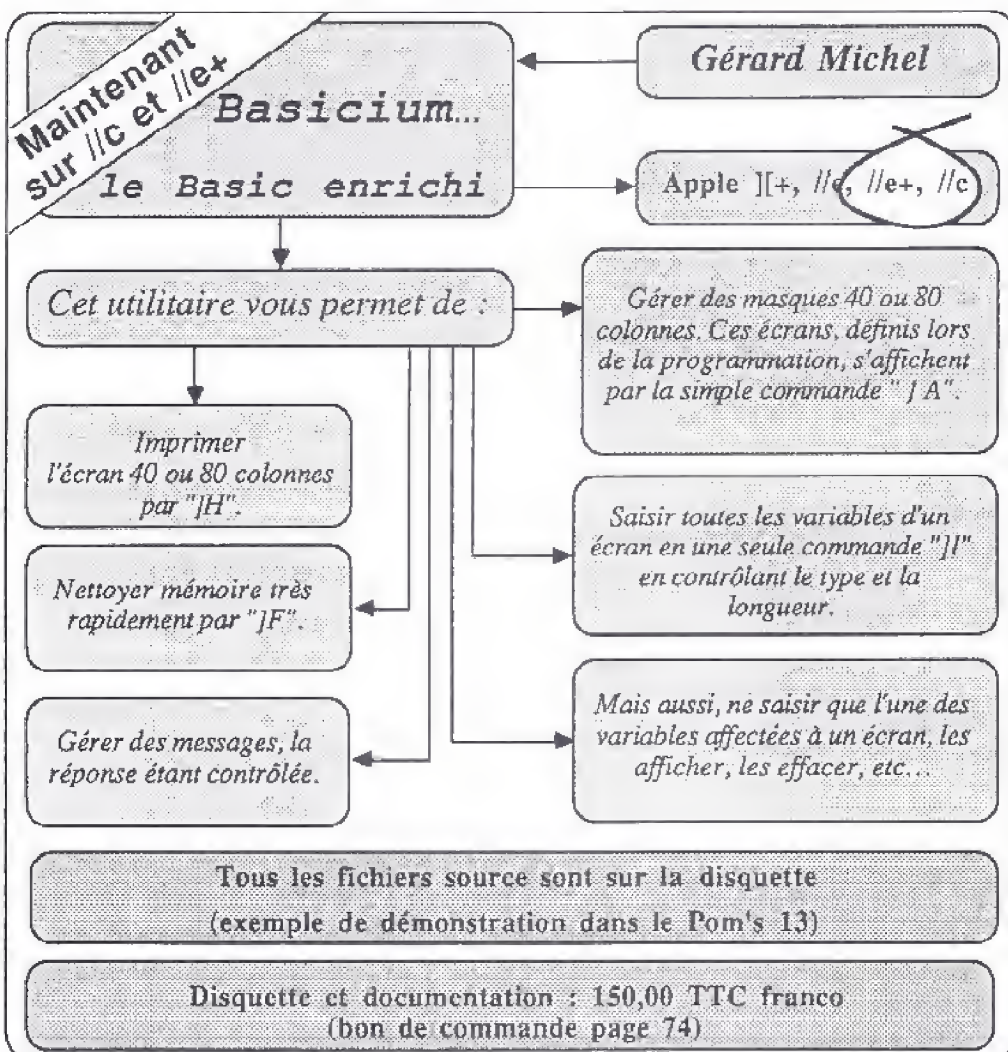 Maintenant
sur //c et //e+
Basicium...
le Basic enrichi
Gérard Michel
Apple ][+, //e, //e+, //c
Cet utilitaire vous permet de :
Gérer des masques 40 ou 80
colonnes. Ces écrans, définis lors
de la programmation, s'affichent
par la simple commande " ] A".
Imprimer
l'écran 40 ou 80 colonnes
par "]H".
Saisir toutes les variables d'un
écran en une seule commande "]I"
en contrôlant le type et la
longueur.
Nettoyer mémoire très
rapidement par "]F".
Mais aussi, ne saisir que l'une des
variables affectées à un écran, les
afficher, les effacer, etc...
Gérer des messages, la
réponse étant contrôlée.
Tous les fichiers source sont sur la disquette
(exemple de démonstration dans le Pom's 13)
Disquette et documentation : 150,00 TTC franco
(bon de commande page 74)